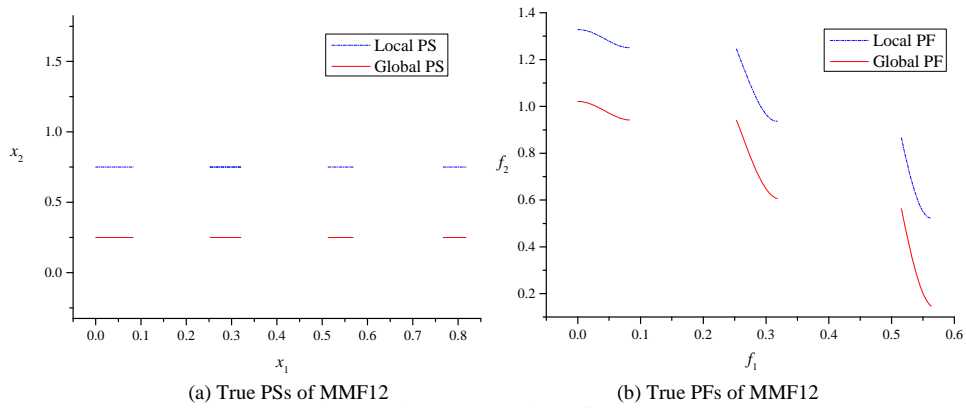 Local PS
Global PS
1.5
1.0
0.5
0.0
x2
0.0 0.1 0.2 0.3 0.4 0.5 0.6 0.7 0.8
x1
(a) True PSs of MMF12
Local PF
Global PF
1.4
1.2
1.0
0.8
0.6
0.4
0.2
f2
0.0 0.1 0.2 0.3 0.4 0.5 0.6
f1
(b) True PFs of MMF12